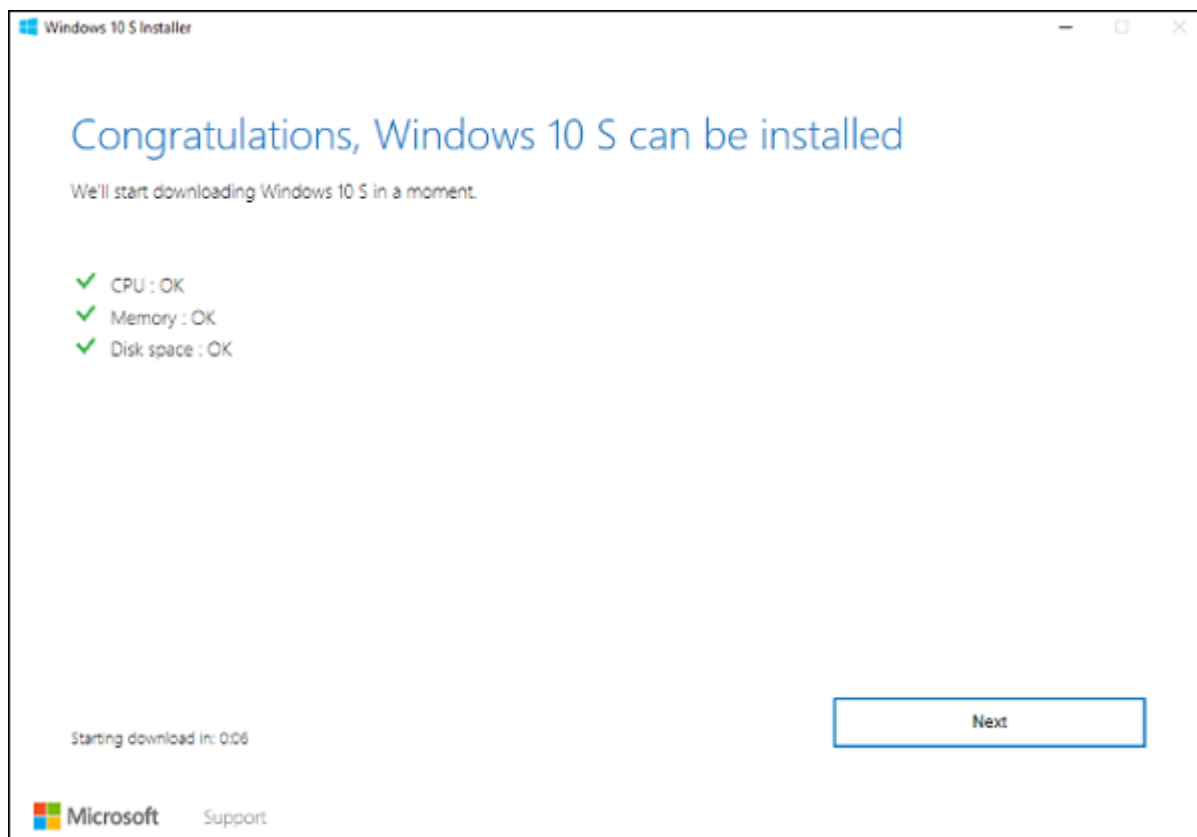 Windows 10 S Installer
Congratulations, Windows 10 S can be installed
We'll start downloading Windows 10 S in a moment.
CPU : OK
Memory : OK
Disk space : OK
Next
Starting download in: 0:06
Microsoft Support